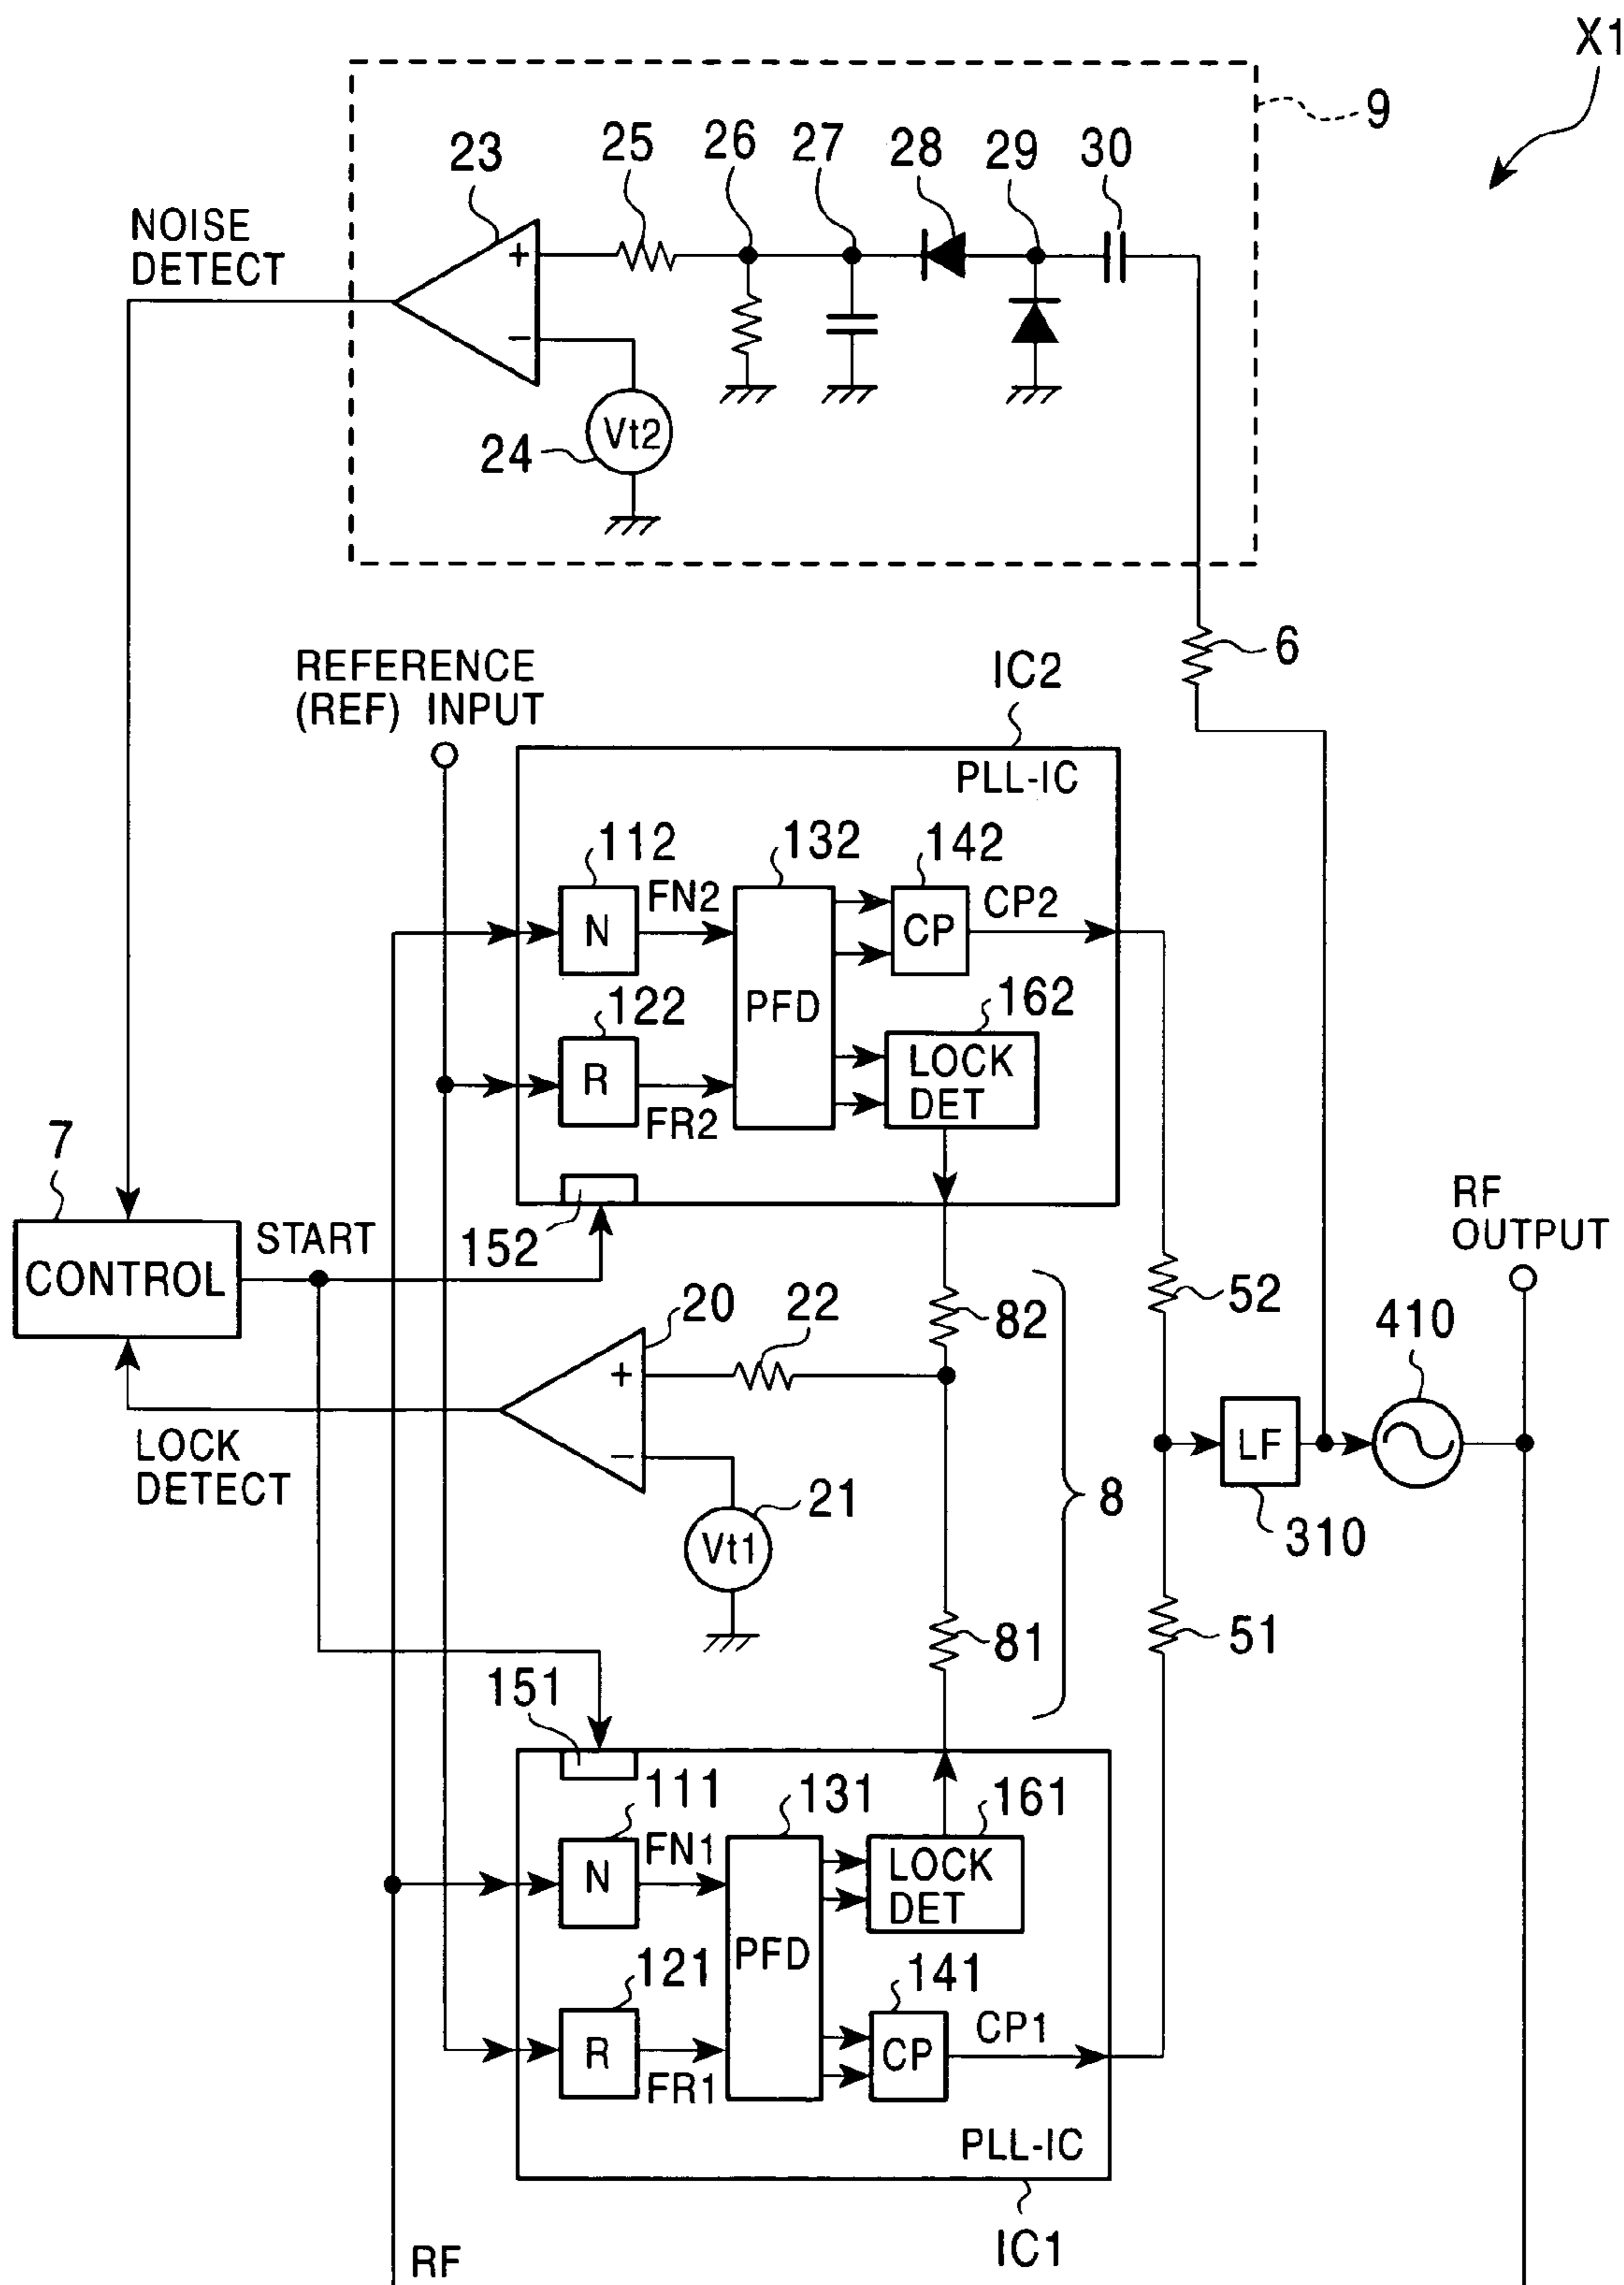 X1
9
23
25
26
27
28
29
30
NOISE
DETECT
+
−
Vt2
24
6
REFERENCE
(REF) INPUT
IC2
PLL-IC
112
FN2
132
142
CP2
N
CP
PFD
162
122
LOCK
DET
R
FR2
7
CONTROL
START
152
RF
OUTPUT
82
52
20
22
410
+
−
LOCK
DETECT
21
Vt1
8
LF
310
81
51
151
111
FN1
131
161
N
LOCK
DET
PFD
121
141
CP1
R
CP
FR1
PLL-IC
IC1
RF